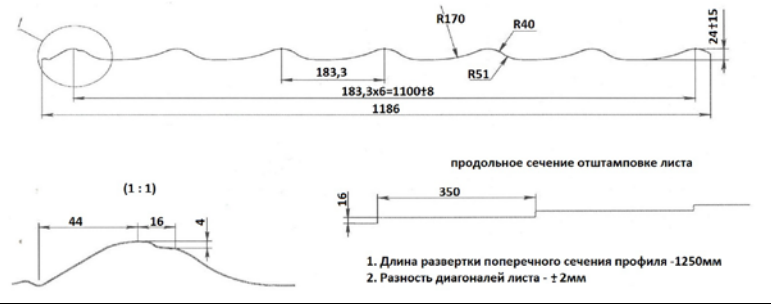 I
R170
R40
24±15
183,3
R51
183,3x6=1100±8
1186
продольное сечение отштамповке листа
(1 : 1)
44
16
4
16
350
1. Длина развертки поперечного сечения профиля -1250мм
2. Разность диагоналей листа - ±2мм